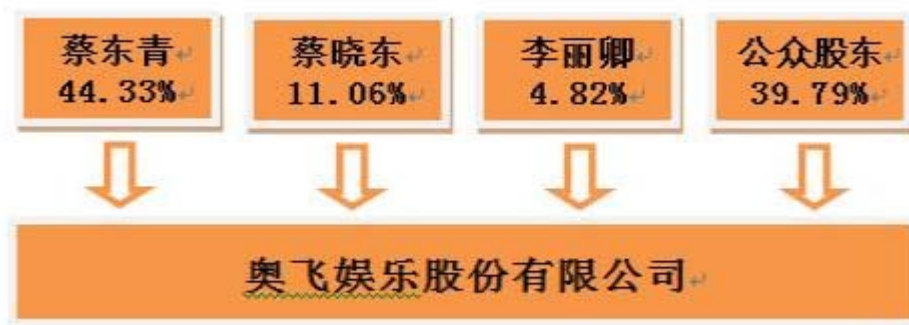 蔡东青
44.33%
蔡晓东
11.06%
李丽卿
4.82%
公众股东
39.79%
奥飞娱乐股份有限公司